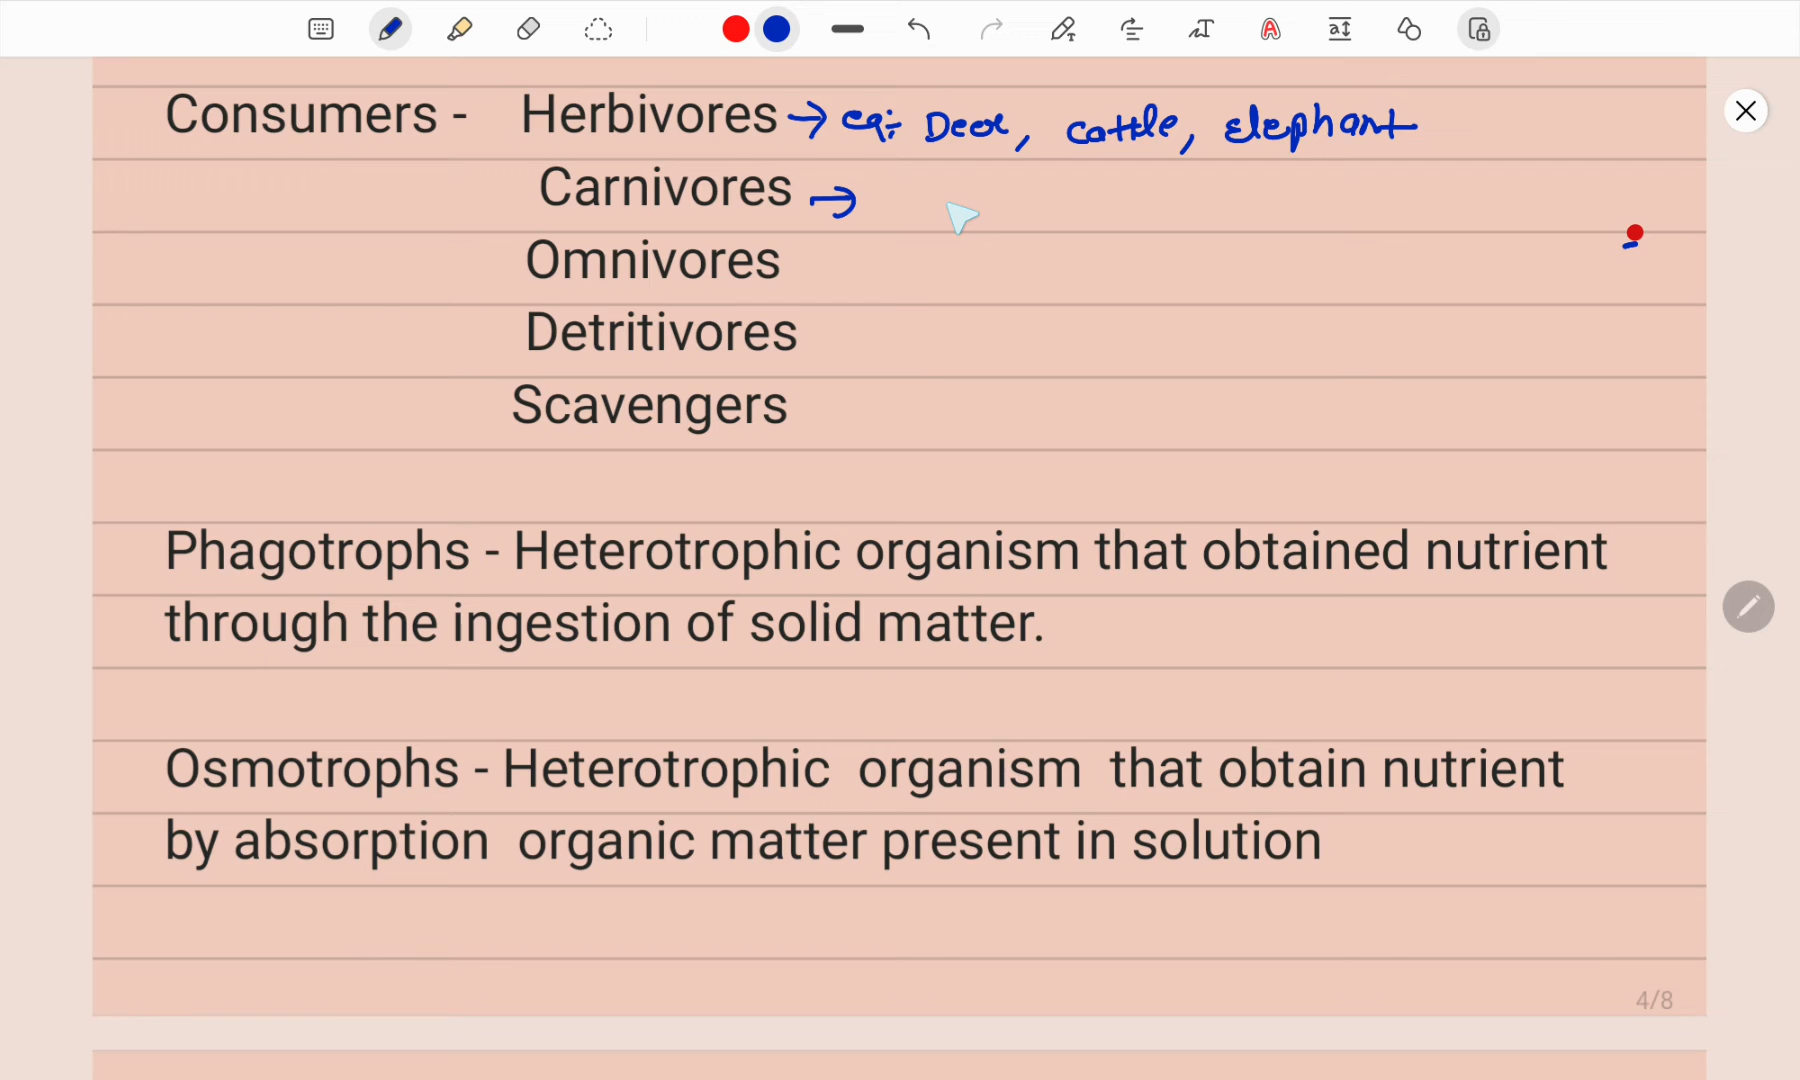 Consumers - Herbivores → eg:- Deer, cattle, elephant
Carnivores →
Omnivores
Detritivores
Scavengers
Phagotrophs - Heterotrophic organism that obtained nutrient
through the ingestion of solid matter.
Osmotrophs - Heterotrophic organism that obtain nutrient
by absorption organic matter present in solution
4/8